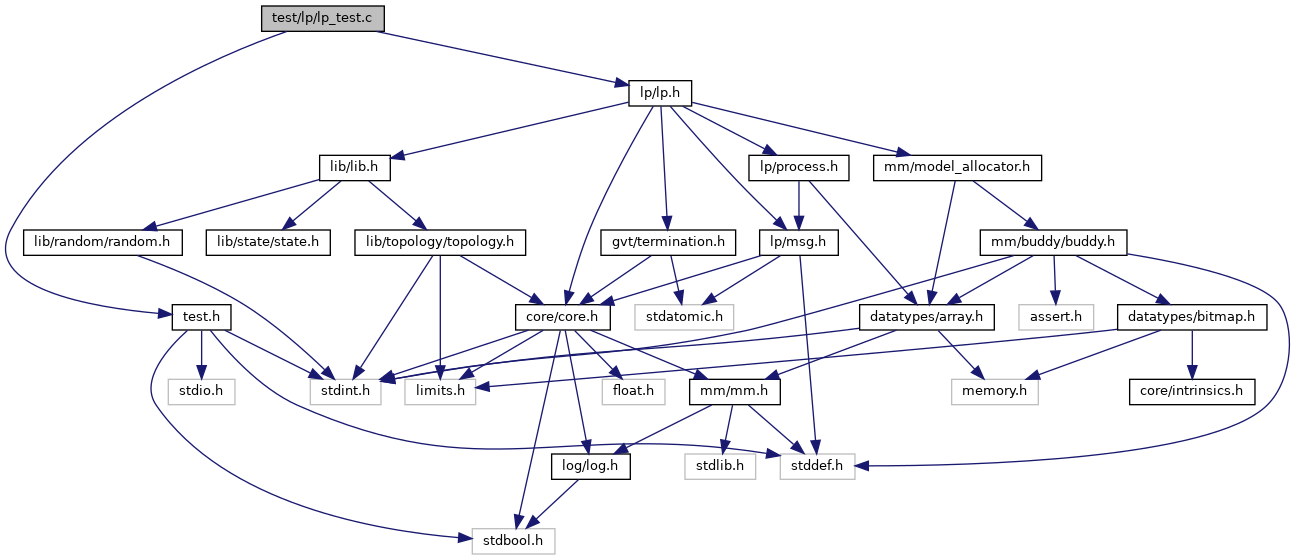 test/lp/lp_test.c
lp/lp.h
lib/lib.h
lp/process.h
mm/model_allocator.h
lib/random/random.h
lib/state/state.h
lib/topology/topology.h
gvt/termination.h
lp/msg.h
mm/buddy/buddy.h
test.h
core/core.h
stdatomic.h
datatypes/array.h
assert.h
datatypes/bitmap.h
stdio.h
stdint.h
limits.h
float.h
mm/mm.h
memory.h
core/intrinsics.h
log/log.h
stdlib.h
stddef.h
stdbool.h